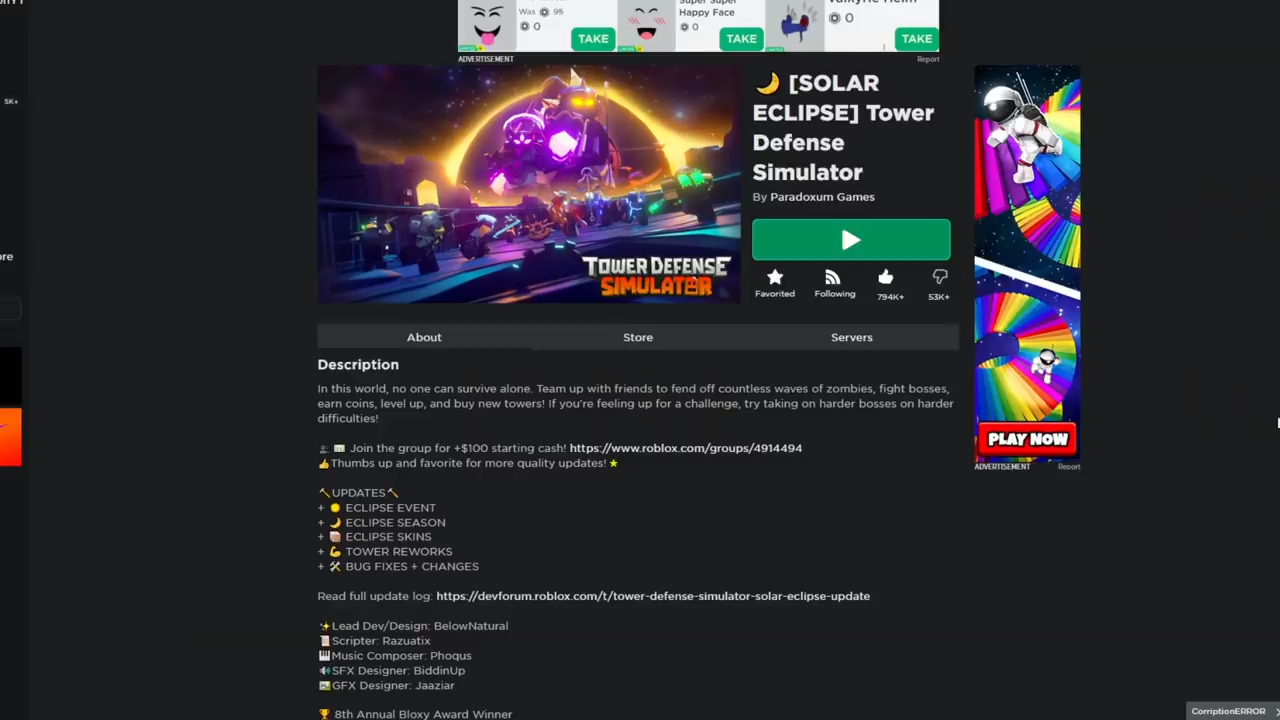 Was 95
0
TAKE
Super Super
Happy Face
0
TAKE
Valkyrie Helm
0
TAKE
ADVERTISEMENT
Report
5K+
🌙 [SOLAR
ECLIPSE] Tower
Defense
Simulator
By Paradoxum Games
TOWER DEFENSE
SIMULATOR
Favorited
Following
794K+
53K+
PLAY NOW
ADVERTISEMENT
Report
About
Store
Servers
Description
In this world, no one can survive alone. Team up with friends to fend off countless waves of zombies, fight bosses,
earn coins, level up, and buy new towers! If you're feeling up for a challenge, try taking on harder bosses on harder
difficulties!
Join the group for +$100 starting cash! https://www.roblox.com/groups/4914494
👍Thumbs up and favorite for more quality updates!⭐
🔨UPDATES🔨
+ ☀️ ECLIPSE EVENT
+ 🌙 ECLIPSE SEASON
+ 📦 ECLIPSE SKINS
+ 💪 TOWER REWORKS
+ 🛠 BUG FIXES + CHANGES
Read full update log: https://devforum.roblox.com/t/tower-defense-simulator-solar-eclipse-update
✨Lead Dev/Design: BelowNatural
📜Scripter: Razuatix
🎹Music Composer: Phoqus
🔊SFX Designer: BiddinUp
🖼GFX Designer: Jaaziar
🏆 8th Annual Bloxy Award Winner
CorriptionERROR